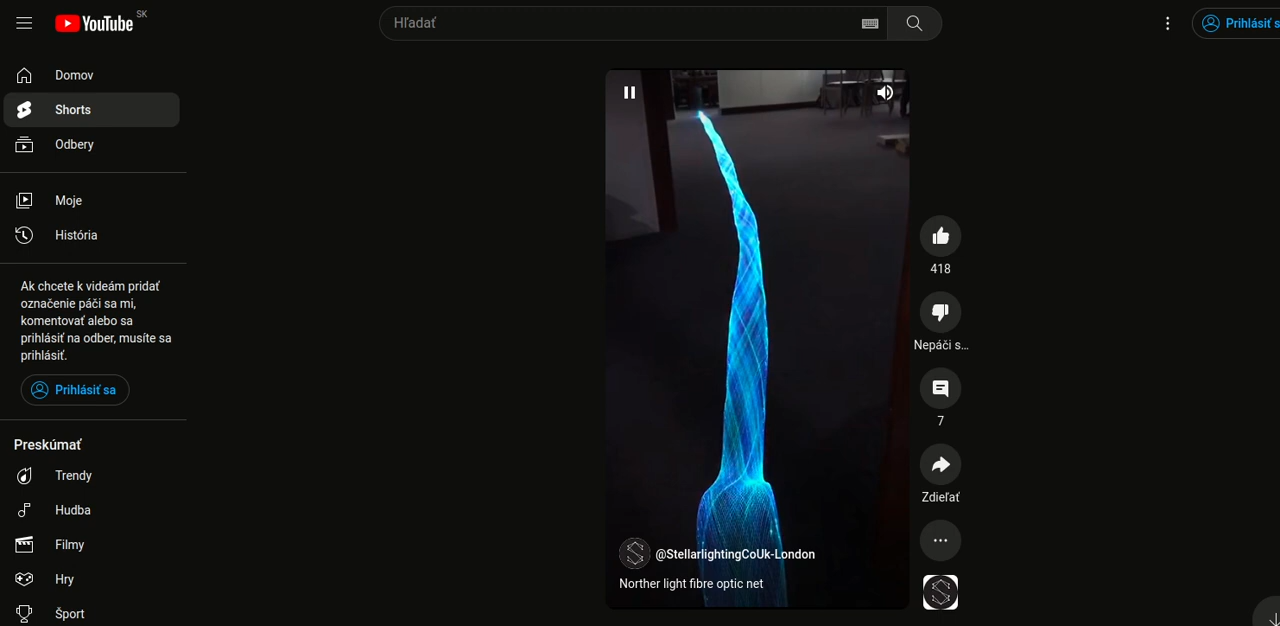 YouTube SK
Hľadať
Prihlásiť s
Domov
Shorts
Odbery
Moje
História
Ak chcete k videám pridať
označenie páči sa mi,
komentovať alebo sa
prihlásiť na odber, musíte sa
prihlásiť.
Prihlásiť sa
Preskúmať
Trendy
Hudba
Filmy
Hry
Šport
418
Nepáči s...
7
Zdieľať
@StellarlightingCoUk-London
Norther light fibre optic net